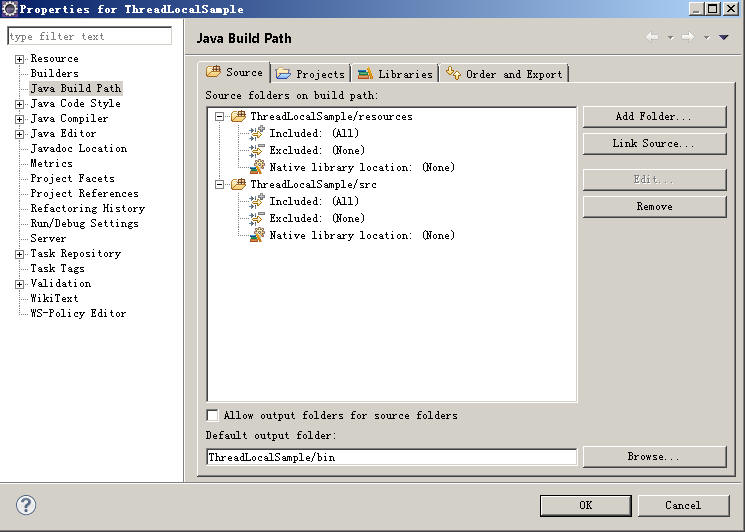 Properties for ThreadLocalSample
type filter text
Resource
Builders
Java Build Path
Java Code Style
Java Compiler
Java Editor
Javadoc Location
Metrics
Project Facets
Project References
Refactoring History
Run/Debug Settings
Server
Task Repository
Task Tags
Validation
WikiText
WS-Policy Editor
Java Build Path
Source Projects Libraries Order and Export
Source folders on build path:
ThreadLocalSample/resources
Included: (All)
Excluded: (None)
Native library location: (None)
ThreadLocalSample/src
Included: (All)
Excluded: (None)
Native library location: (None)
Add Folder...
Link Source...
Edit...
Remove
Allow output folders for source folders
Default output folder:
ThreadLocalSample/bin
Browse...
OK
Cancel